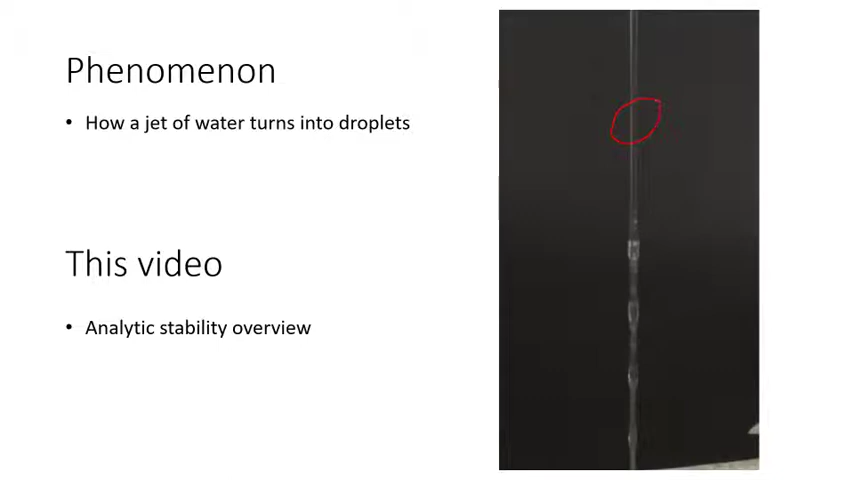 Phenomenon
• How a jet of water turns into droplets
This video
• Analytic stability overview